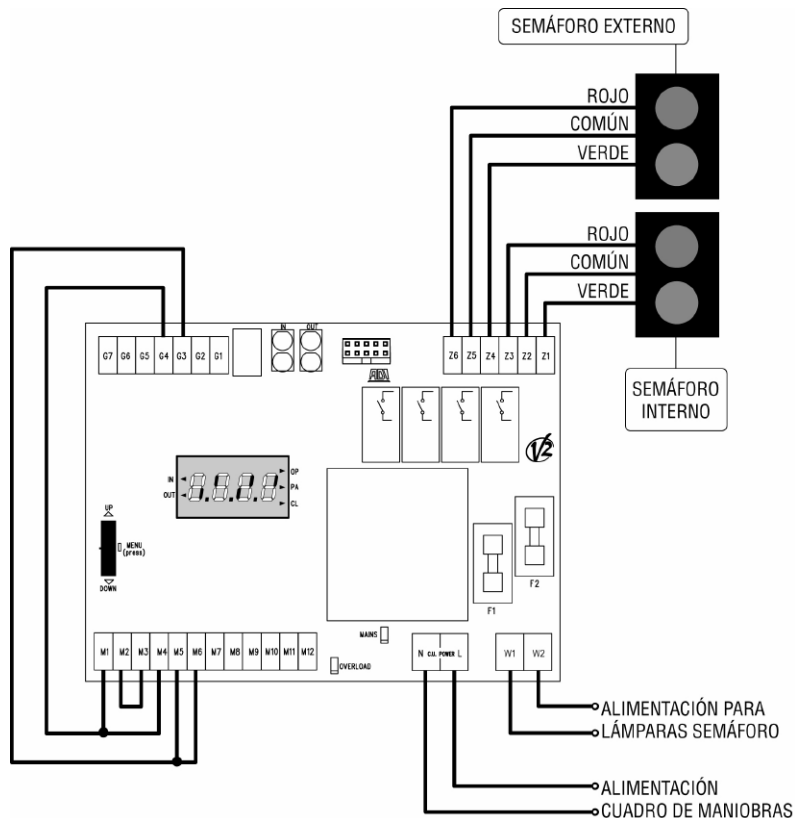 SEMÁFORO EXTERNO
ROJO
COMÚN
VERDE
ROJO
COMÚN
VERDE
SEMÁFORO
INTERNO
IN OUT
G7 G6 G5 G4 G3 G2 G1
Z6 Z5 Z4 Z3 Z2 Z1
ADI
V2
IN
OUT
OP
PA
CL
UP
MENU
(press)
DOWN
F1
F2
MAINS
OVERLOAD
M1 M2 M3 M4 M5 M6 M7 M8 M9 M10 M11 M12
N C.U. POWER L
W1 W2
ALIMENTACIÓN PARA
LÁMPARAS SEMÁFORO
ALIMENTACIÓN
CUADRO DE MANIOBRAS